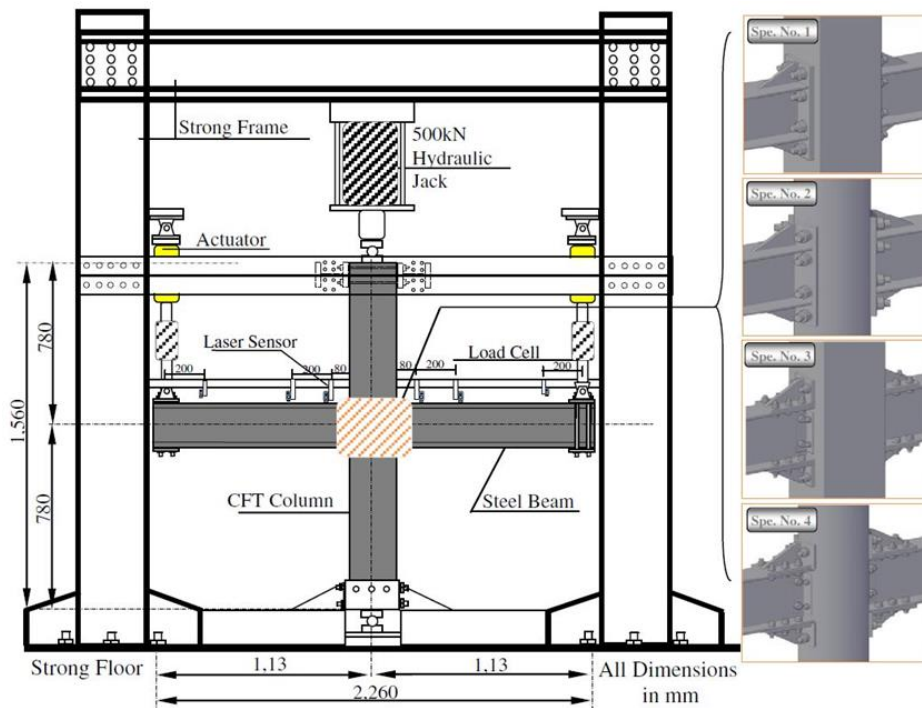 Spe. No. 1
Strong Frame
500kN
Hydraulic
Jack
Spe. No. 2
Actuator
780
Laser Sensor
Load Cell
200
200
80
80
200
200
Spe. No. 3
1,560
780
CFT Column
Steel Beam
Spe. No. 4
Strong Floor
1,13
1,13
All Dimensions
in mm
2,260